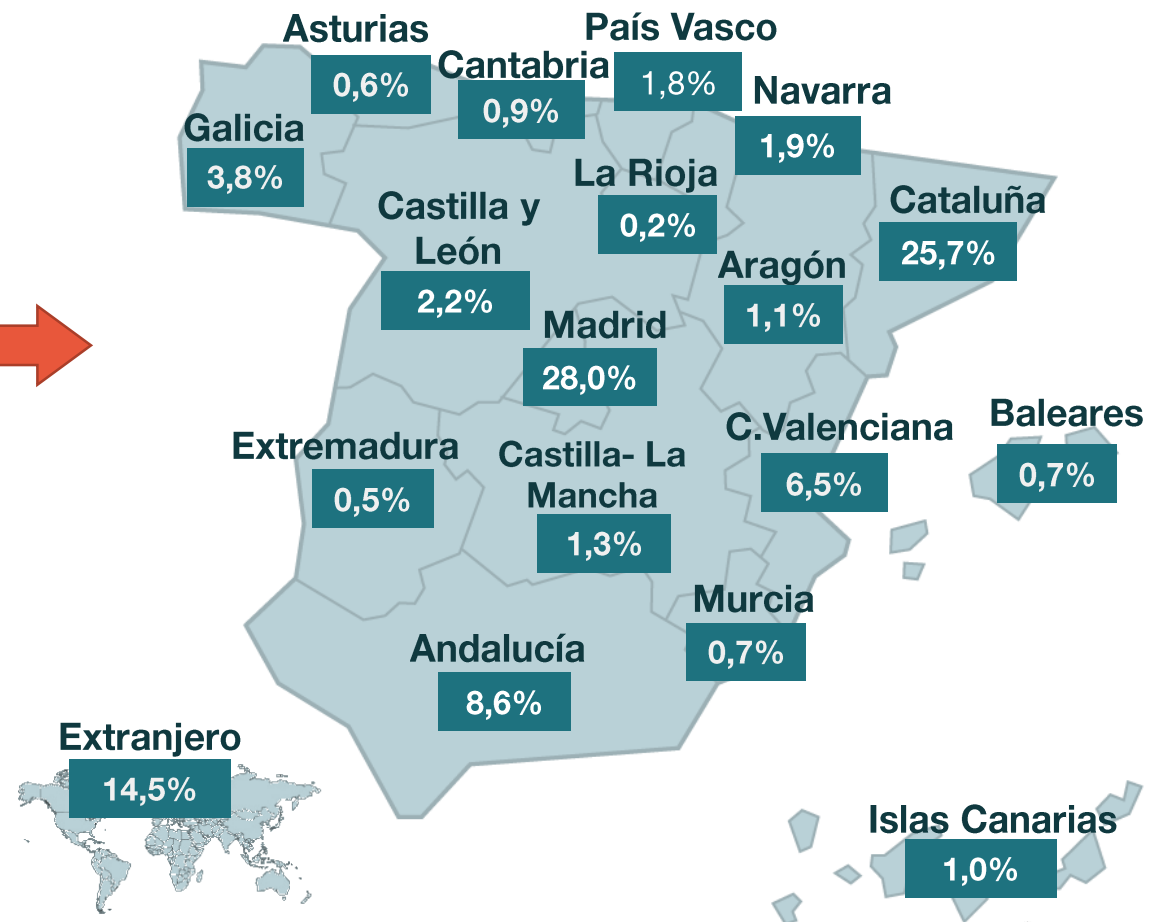 Asturias
0,6%
Cantabria
0,9%
País Vasco
1,8%
Navarra
1,9%
Galicia
3,8%
La Rioja
0,2%
Castilla y
León
2,2%
Cataluña
25,7%
Aragón
1,1%
Madrid
28,0%
Extremadura
0,5%
Castilla- La
Mancha
1,3%
C.Valenciana
6,5%
Baleares
0,7%
Murcia
0,7%
Andalucía
8,6%
Extranjero
14,5%
Islas Canarias
1,0%